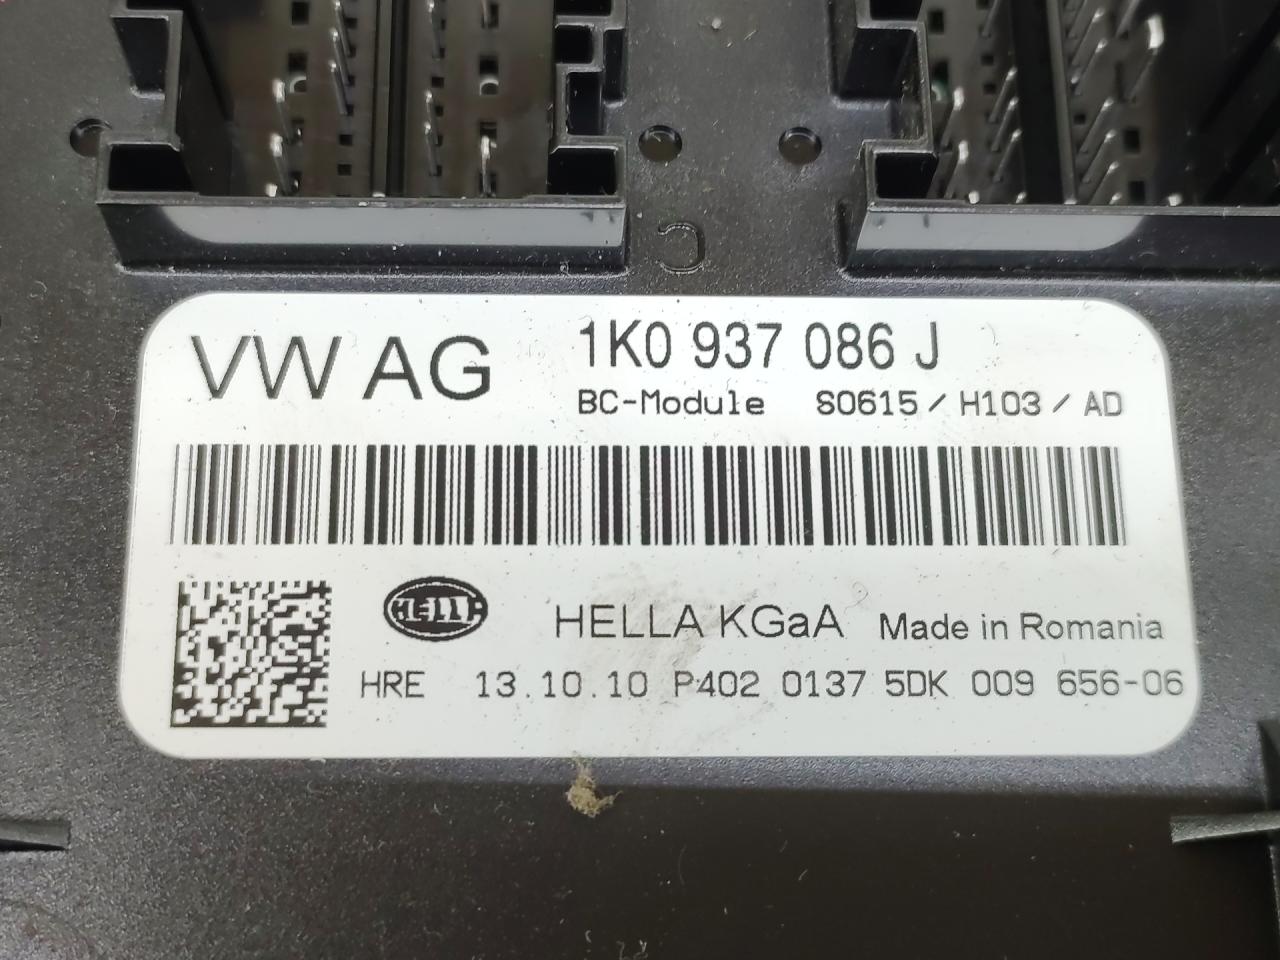 C
VW AG 1K0 937 086 J
BC-Module S0615/H103/AD
HELLA HELLA KGaA Made in Romania
HRE 13.10.10 P402 0137 5DK 009 656-06